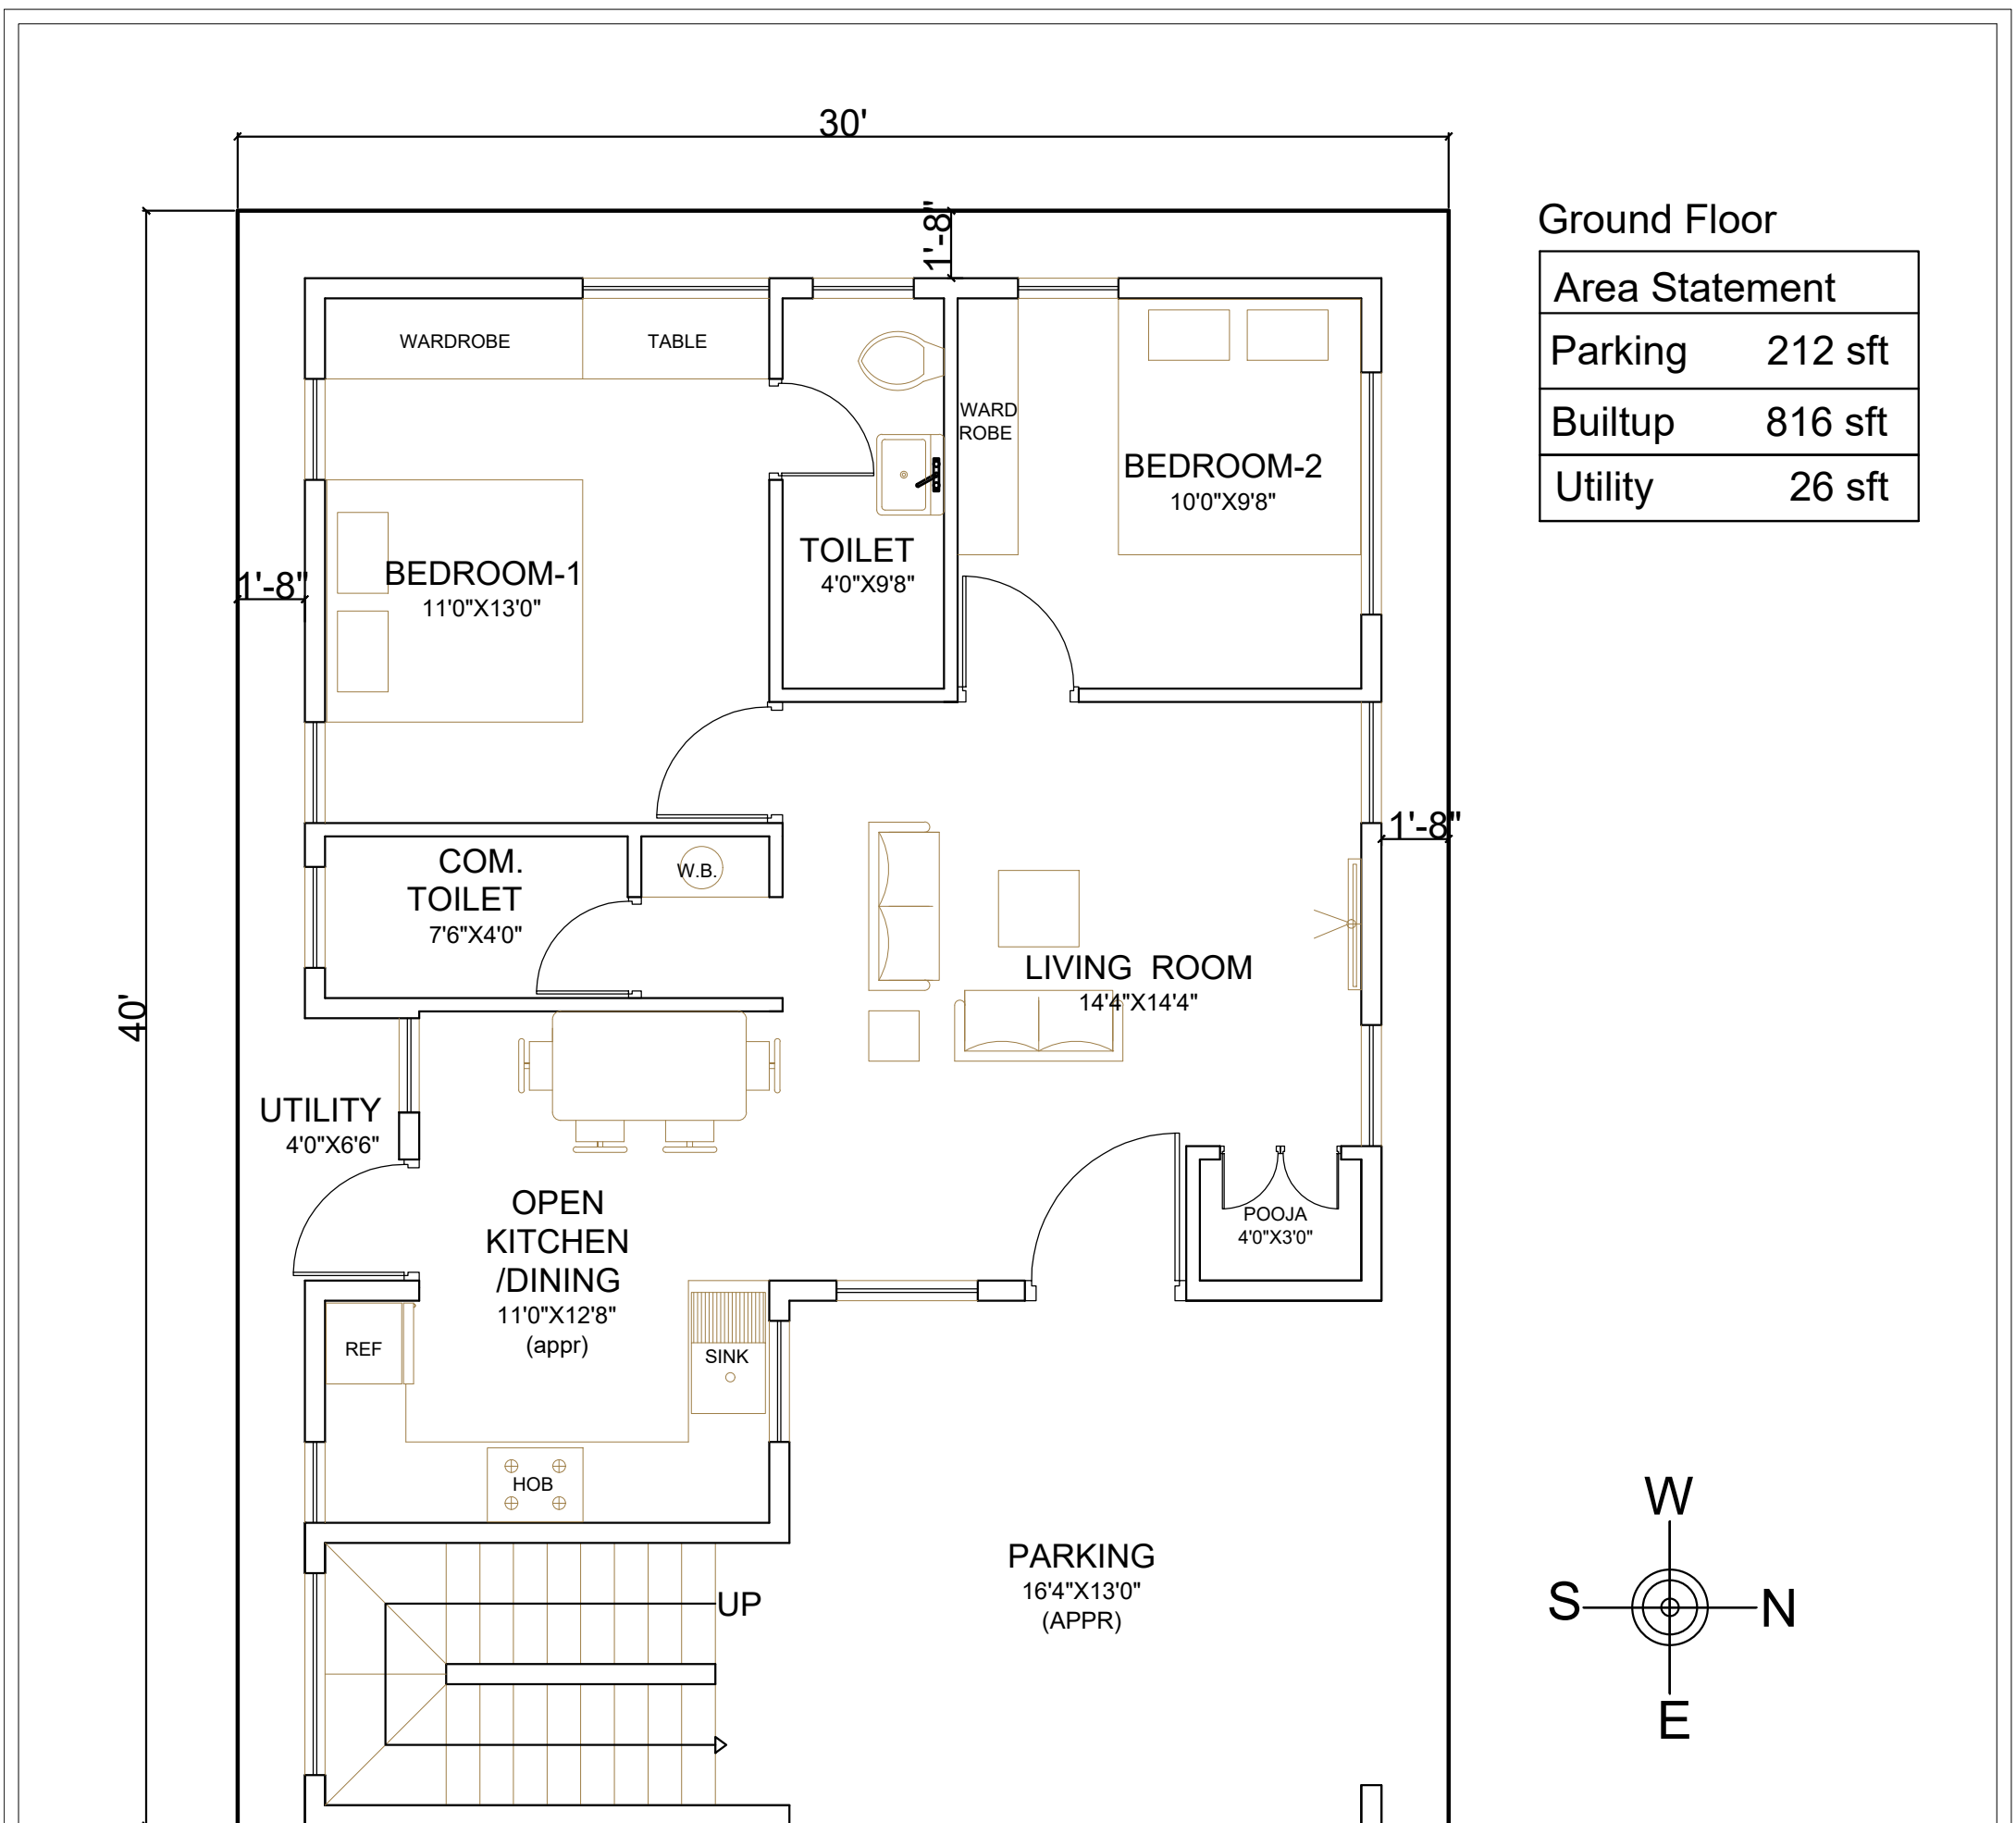 30'
1'-8"
Ground Floor
Area Statement
Parking 212 sft
Builtup 816 sft
Utility 26 sft
WARDROBE
TABLE
WARD
ROBE
BEDROOM-2
10'0"X9'8"
TOILET
4'0"X9'8"
BEDROOM-1
11'0"X13'0"
1'-8"
1'-8"
COM.
TOILET
7'6"X4'0"
W.B.
LIVING ROOM
14'4"X14'4"
40'
UTILITY
4'0"X6'6"
OPEN
KITCHEN
/DINING
11'0"X12'8"
(appr)
POOJA
4'0"X3'0"
REF
SINK
HOB
PARKING
16'4"X13'0"
(APPR)
UP
W
S
N
E